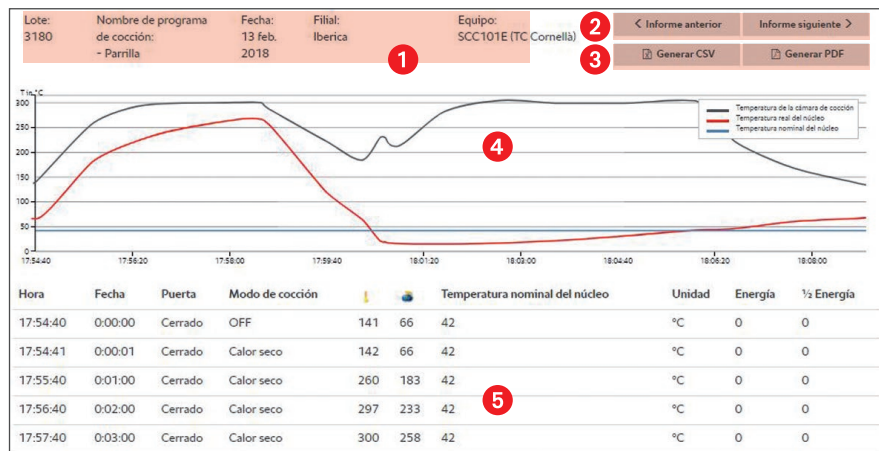 Lote: Nombre de programa Fecha: Filial: Equipo:
3180 de cocción: 13 feb. Iberica SCC101E (TC Cornellà)
- Parrilla 2018
1
2
Informe anterior Informe siguiente
3
Generar CSV Generar PDF
T in °C
300
250
200
150
100
50
0
Temperatura de la cámara de cocción
Temperatura real del núcleo
Temperatura nominal del núcleo
4
17:54:40 17:56:20 17:58:00 17:59:40 18:01:20 18:03:00 18:04:40 18:06:20 18:08:00
Hora Fecha Puerta Modo de cocción Temperatura nominal del núcleo Unidad Energía ½ Energía
17:54:40 0:00:00 Cerrado OFF 141 66 42 °C 0 0
17:54:41 0:00:01 Cerrado Calor seco 142 66 42 °C 0 0
17:55:40 0:01:00 Cerrado Calor seco 260 183 42 °C 0 0
17:56:40 0:02:00 Cerrado Calor seco 297 233 42 °C 0 0
5
17:57:40 0:03:00 Cerrado Calor seco 300 258 42 °C 0 0